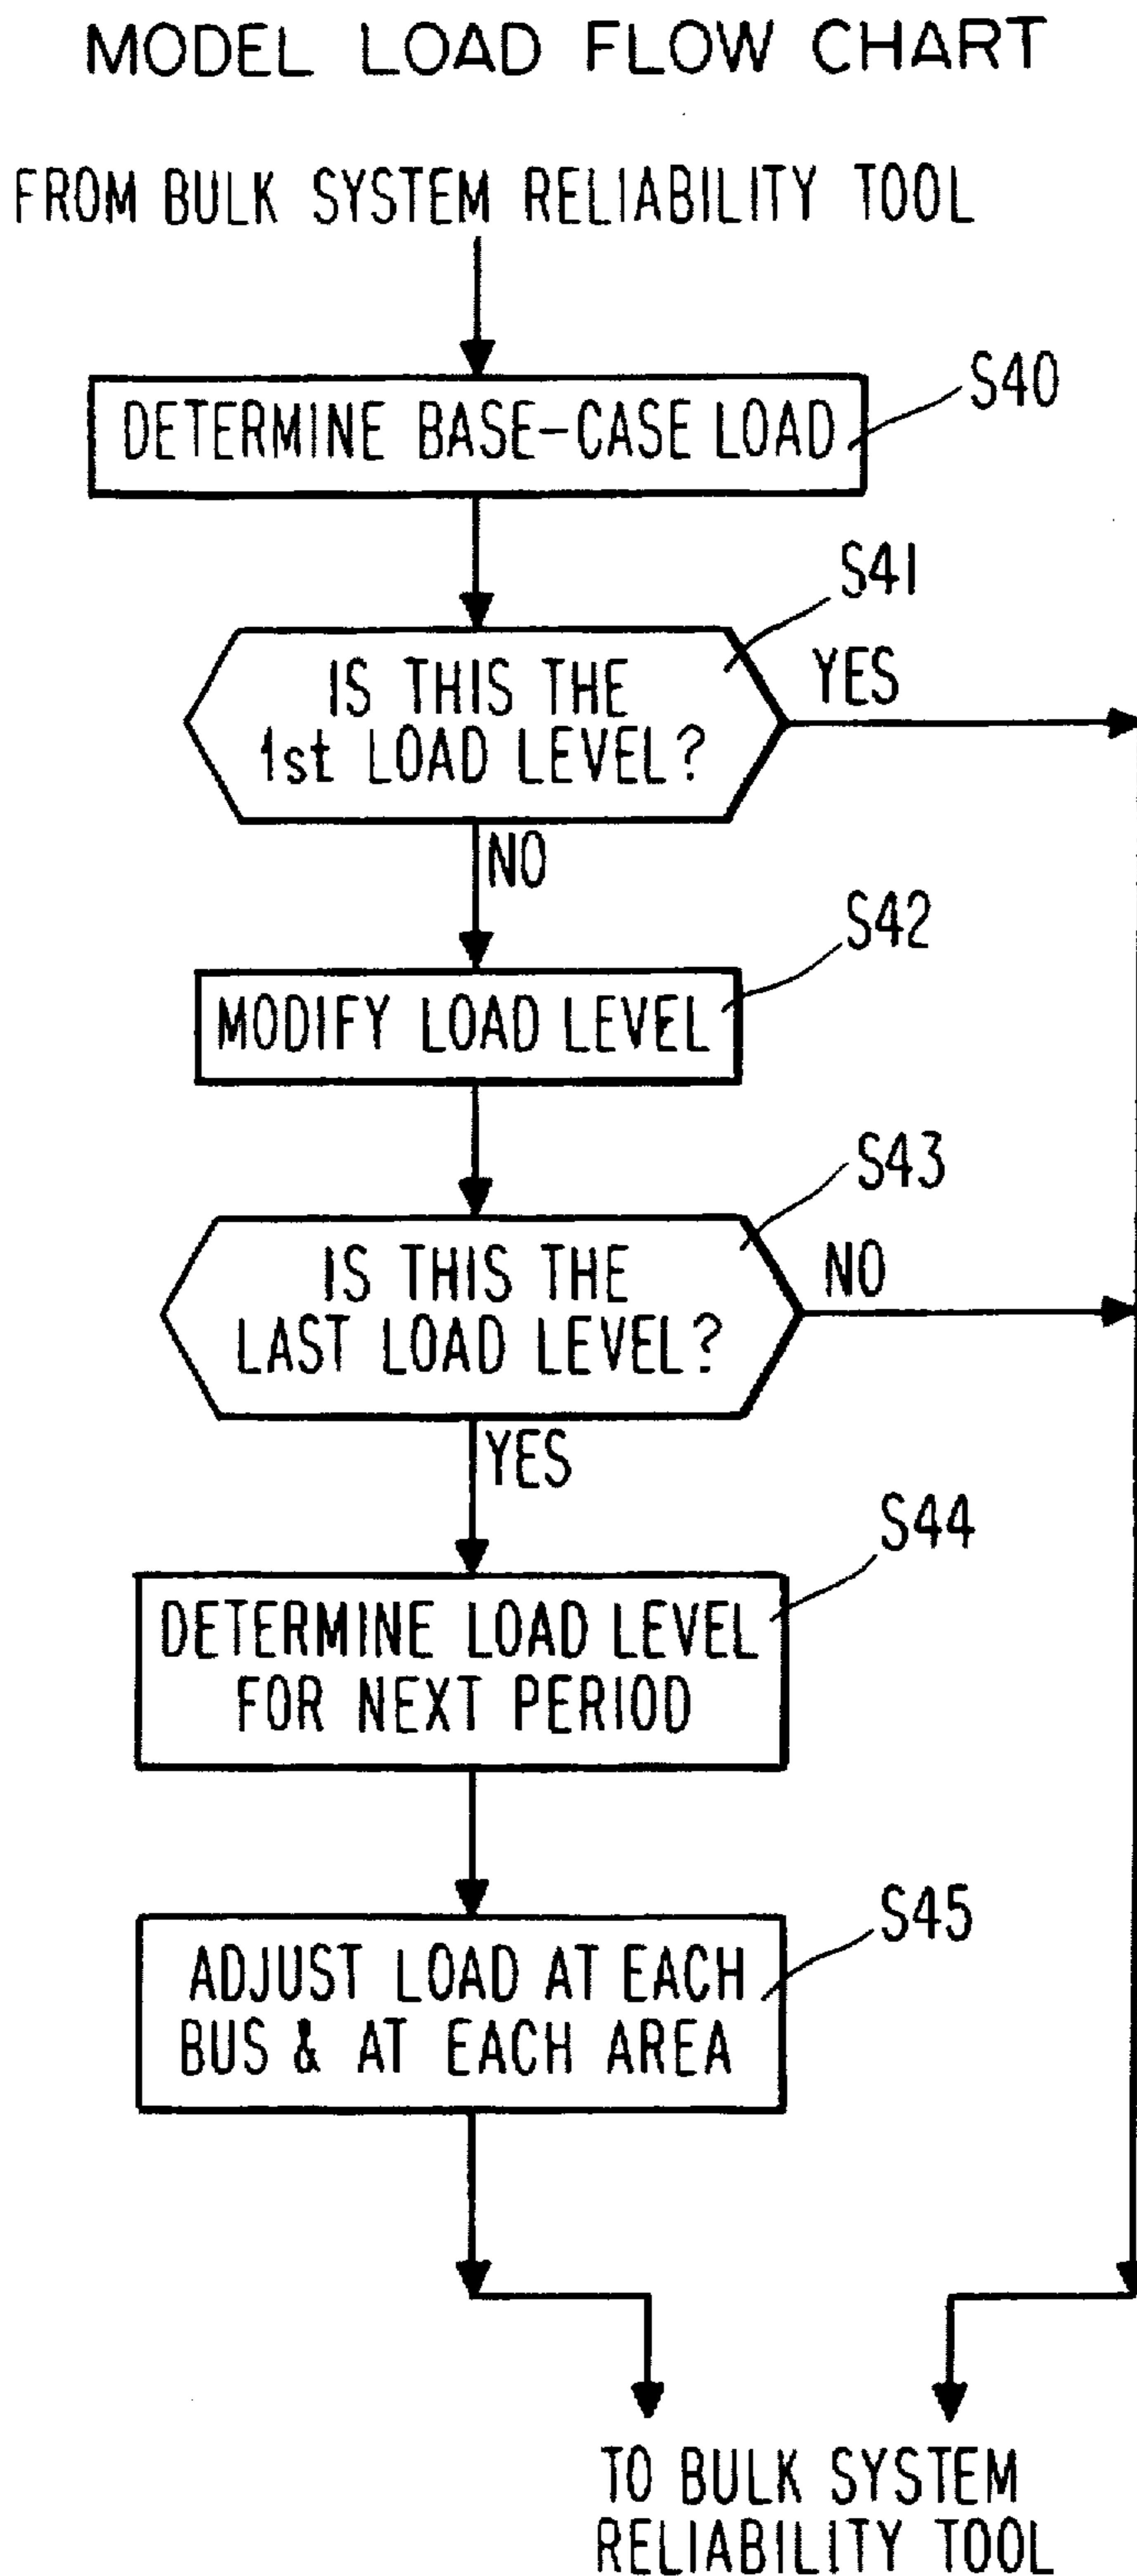 MODEL LOAD FLOW CHART
FROM BULK SYSTEM RELIABILITY TOOL
DETERMINE BASE-CASE LOAD
S40
S41
IS THIS THE
1st LOAD LEVEL?
YES
NO
S42
MODIFY LOAD LEVEL
S43
IS THIS THE
LAST LOAD LEVEL?
NO
YES
S44
DETERMINE LOAD LEVEL
FOR NEXT PERIOD
S45
ADJUST LOAD AT EACH
BUS & AT EACH AREA
TO BULK SYSTEM
RELIABILITY TOOL